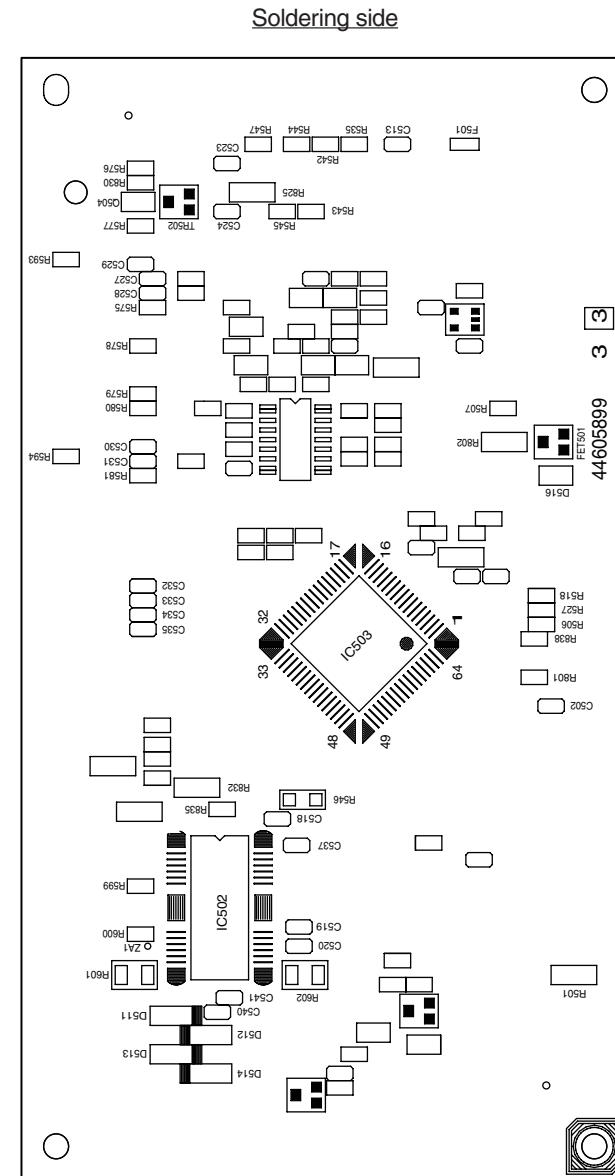 Soldering side
R547
R544
R542
R535
C513
F501
C523
R576
R830
Q504
R577
TR502
R825
C524
R545
R543
R593
C529
C527
C528
R575
R578
R579
R580
R594
C530
C531
R581
R507
R802
FET501
D516
3
3
44605899
C532
C533
C534
C535
17
16
32
33
IC503
1
64
48
49
R518
R527
R506
R838
R801
C502
R832
R835
R546
C518
C537
R599
IC502
R600
ZA1
C519
C520
R601
R602
C541
C540
D511
D512
D513
D514
R501